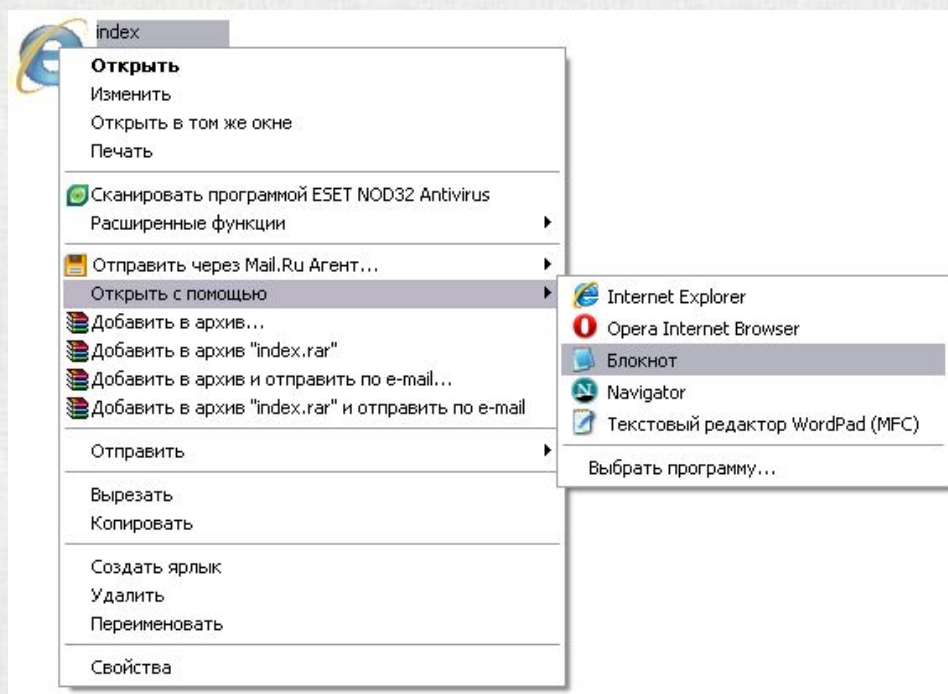 index
Открыть
Изменить
Открыть в том же окне
Печать
Сканировать программой ESET NOD32 Antivirus
Расширенные функции
Отправить через Mail.Ru Агент...
Открыть с помощью
Добавить в архив...
Добавить в архив "index.rar"
Добавить в архив и отправить по e-mail...
Добавить в архив "index.rar" и отправить по e-mail
Отправить
Вырезать
Копировать
Создать ярлык
Удалить
Переименовать
Свойства
Internet Explorer
Opera Internet Browser
Блокнот
Navigator
Текстовый редактор WordPad (MFC)
Выбрать программу...